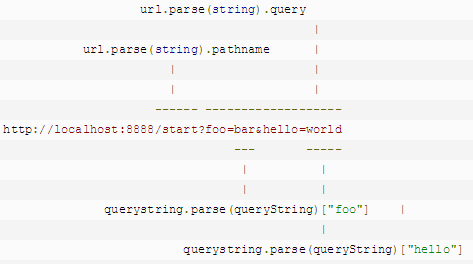 url.parse(string).query
|
url.parse(string).pathname |
| |
| |
------ -------------------
http://localhost:8888/start?foo=bar&hello=world
--- -----
| |
| |
querystring.parse(queryString)["foo"] |
|
querystring.parse(queryString)["hello"]